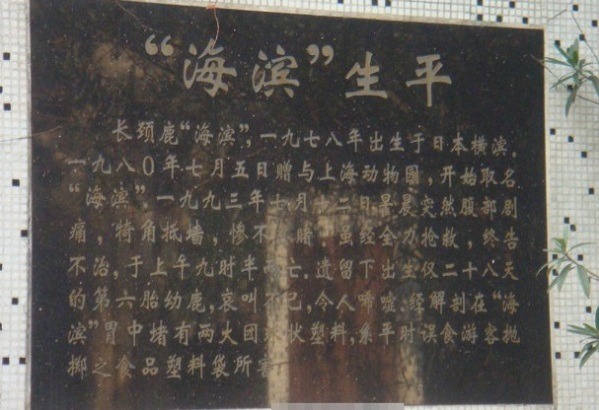 “海滨”生平
长颈鹿“海滨”,一九七八年出生于日本横滨,
一九八〇年七月五日赠与上海动物园,开始取名
“海滨”。一九九三年十月十二日晨突然腹部剧
痛,犄角抵墙,惨不睹。虽经全力抢救,终告
不治,于上午九时半,遗留下出生仅二十八天
的第六胎幼鹿,哀叫不已,令人唏嘘。经解剖在“海
滨”胃中堵有两大团状塑料,系平时误食游客抛
掷之食品塑料袋所